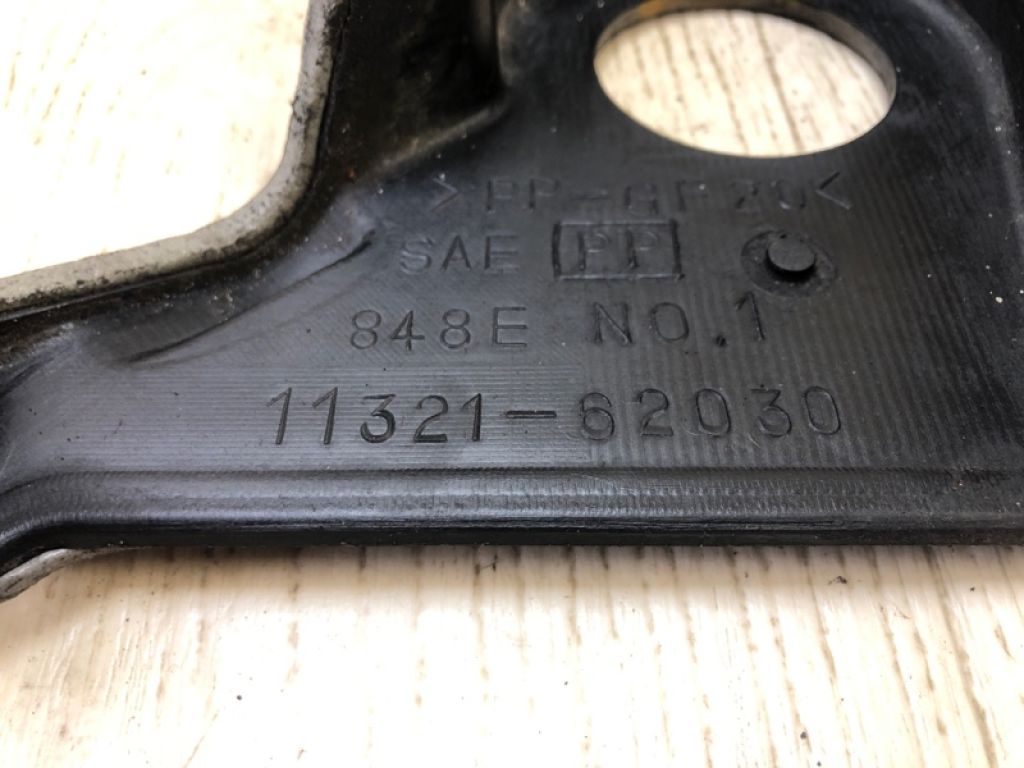 >PP-GF20<
SAE PP
848E NO.1
11321-62030